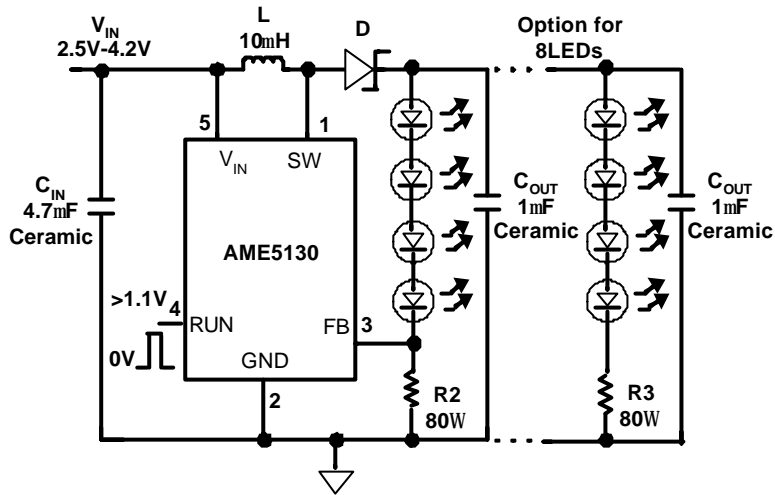 V_IN
2.5V-4.2V
L
10mH
D
Option for
8LEDs
5
1
V_IN
SW
C_IN
4.7mF
Ceramic
AME5130
C_OUT
1mF
Ceramic
C_OUT
1mF
Ceramic
>1.1V
4
RUN
FB
3
0V
GND
2
R2
80W
R3
80W